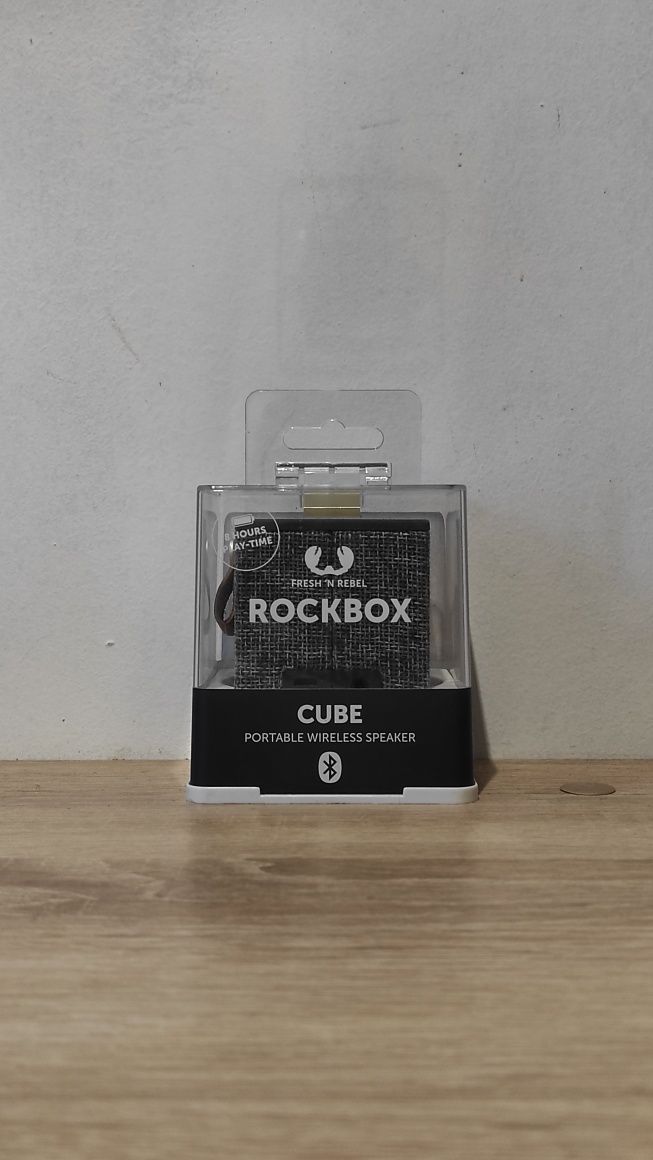 8 HOURS
PLAY-TIME
FRESH 'N REBEL
ROCKBOX
CUBE
PORTABLE WIRELESS SPEAKER